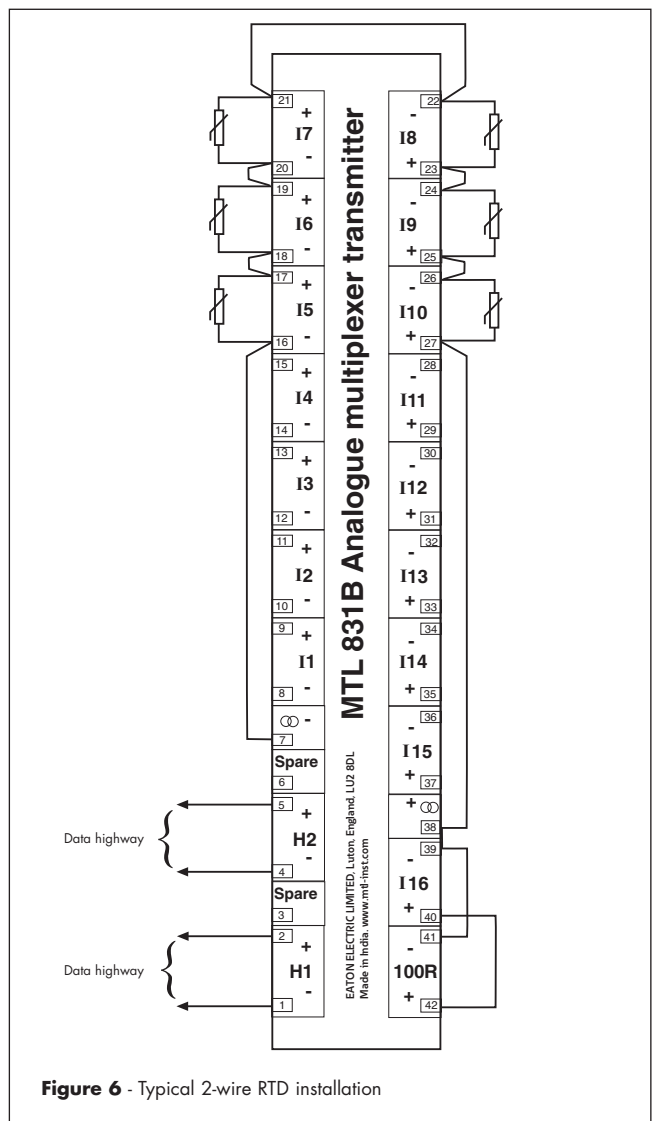 21 + I7 - 20
19 + I6 - 18
17 + I5 - 16
15 + I4 - 14
13 + I3 - 12
11 + I2 - 10
9 + I1 - 8
- 7
Spare 6
5 + H2 - 4
Data highway
Spare 3
2 + H1 - 1
Data highway
MTL 831B Analogue multiplexer transmitter
EATON ELECTRIC LIMITED, Luton, England, LU2 8DL
Made in India. www.mtl-inst.com
22 - I8 + 23
24 - I9 + 25
26 - I10 + 27
28 - I11 + 29
30 - I12 + 31
32 - I13 + 33
34 - I14 + 35
36 - I15 + 37
+ 38
39 - I16 + 40
41 - 100R + 42
Figure 6 - Typical 2-wire RTD installation